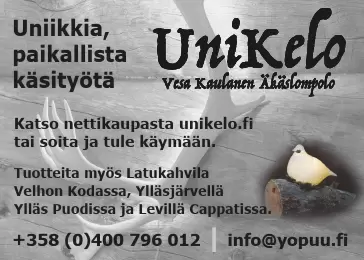 Uniikkia,
paikallista
käsityötä
UniKelo
Vesa Kaulanen Äkäslompolo
Katso nettikaupasta unikelo.fi
tai soita ja tule käymään.
Tuotteita myös Latukahvila
Velhon Kodassa, Ylläsjärvellä
Ylläs Puodissa ja Levillä Cappatissa.
+358 (0)400 796 012 | info@yopuu.fi